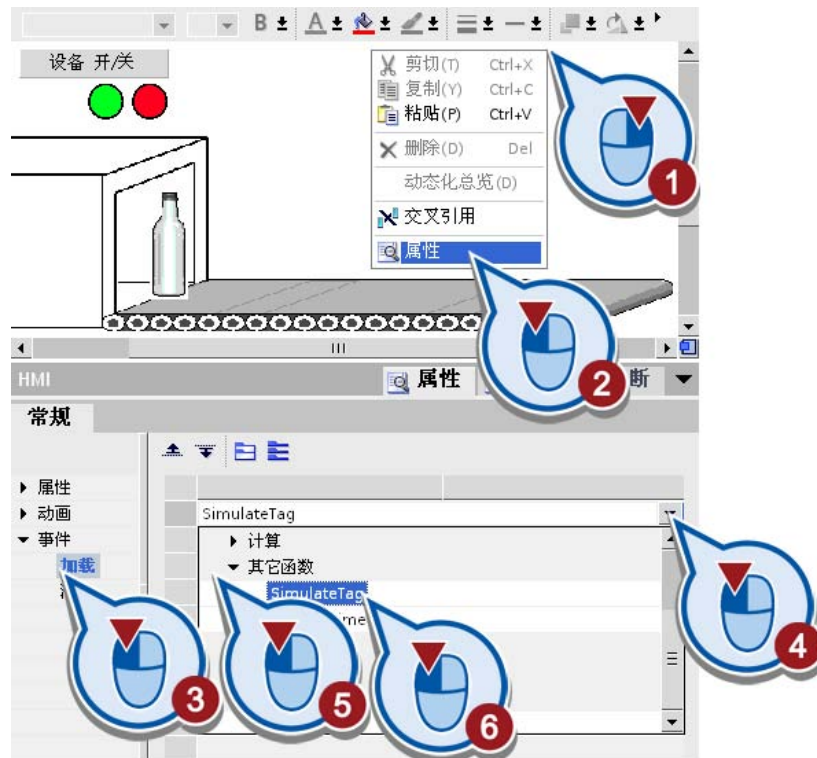 B A
设备 开/关
剪切(T) Ctrl+X
复制(Y) Ctrl+C
粘贴(P) Ctrl+V
删除(D) Del
动态化总览(D)
交叉引用
属性
1
2
HMI
属性
断
常规
属性
动画
事件
加载
SimulateTag
计算
其它函数
SimulateTag
3
4
5
6